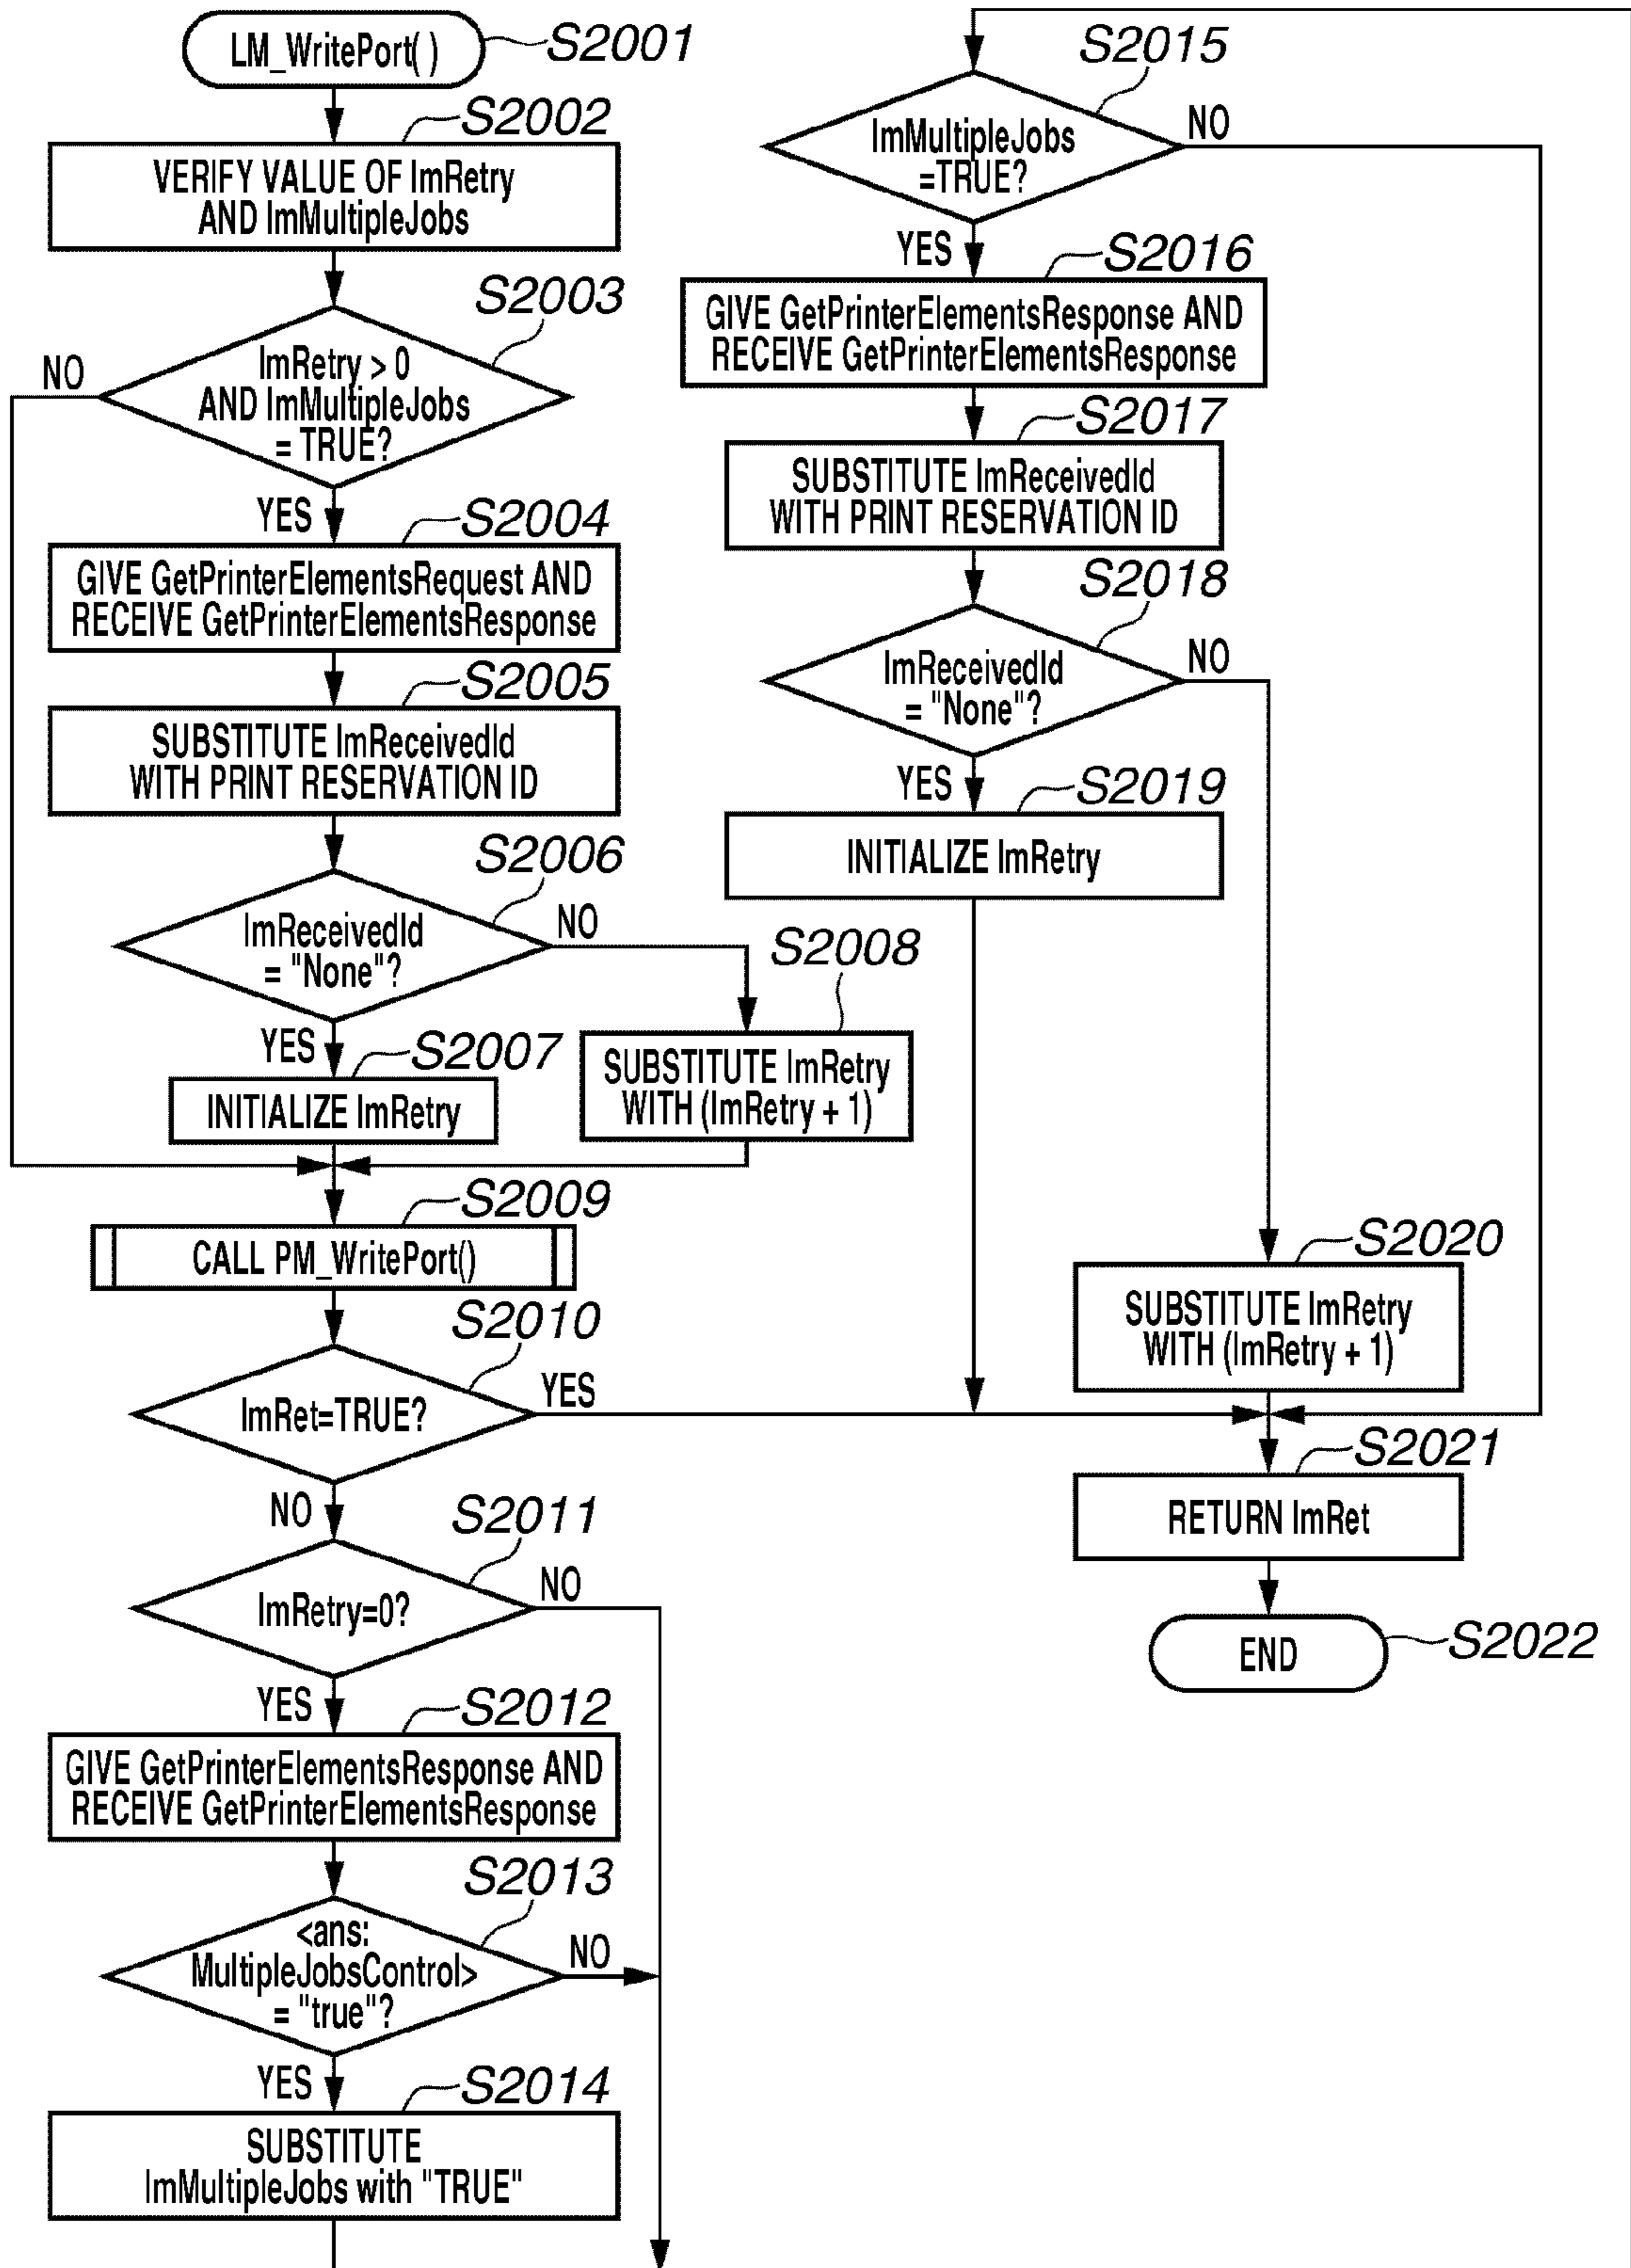 LM_WritePort( )
S2001
S2002
VERIFY VALUE OF lmRetry
AND lmMultipleJobs
S2003
lmRetry > 0
AND lmMultipleJobs
= TRUE?
NO
YES
S2004
GIVE GetPrinterElementsRequest AND
RECEIVE GetPrinterElementsResponse
S2005
SUBSTITUTE lmReceivedId
WITH PRINT RESERVATION ID
S2006
lmReceivedId
= "None"?
NO
YES
S2007
INITIALIZE lmRetry
S2008
SUBSTITUTE lmRetry
WITH (lmRetry + 1)
S2009
CALL PM_WritePort()
S2010
lmRet=TRUE?
YES
NO
S2011
lmRetry=0?
NO
YES
S2012
GIVE GetPrinterElementsResponse AND
RECEIVE GetPrinterElementsResponse
S2013
<ans:
MultipleJobsControl>
= "true"?
NO
YES
S2014
SUBSTITUTE
lmMultipleJobs with "TRUE"
S2015
lmMultipleJobs
=TRUE?
NO
YES
S2016
GIVE GetPrinterElementsResponse AND
RECEIVE GetPrinterElementsResponse
S2017
SUBSTITUTE lmReceivedId
WITH PRINT RESERVATION ID
S2018
lmReceivedId
= "None"?
NO
YES
S2019
INITIALIZE lmRetry
S2020
SUBSTITUTE lmRetry
WITH (lmRetry + 1)
S2021
RETURN lmRet
END
S2022